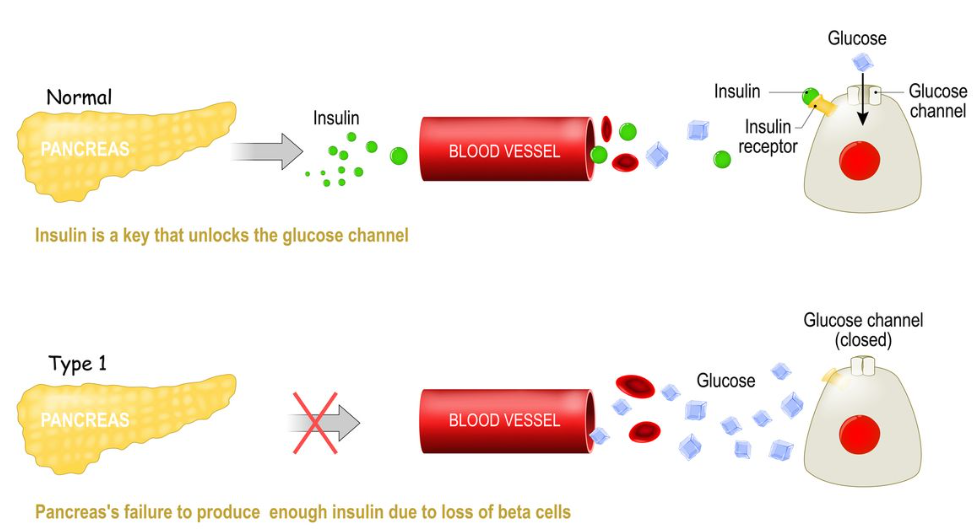 Normal
PANCREAS
Insulin
BLOOD VESSEL
Glucose
Insulin
Glucose
channel
Insulin
receptor
Insulin is a key that unlocks the glucose channel
Type 1
PANCREAS
BLOOD VESSEL
Glucose
Glucose channel
(closed)
Pancreas's failure to produce enough insulin due to loss of beta cells